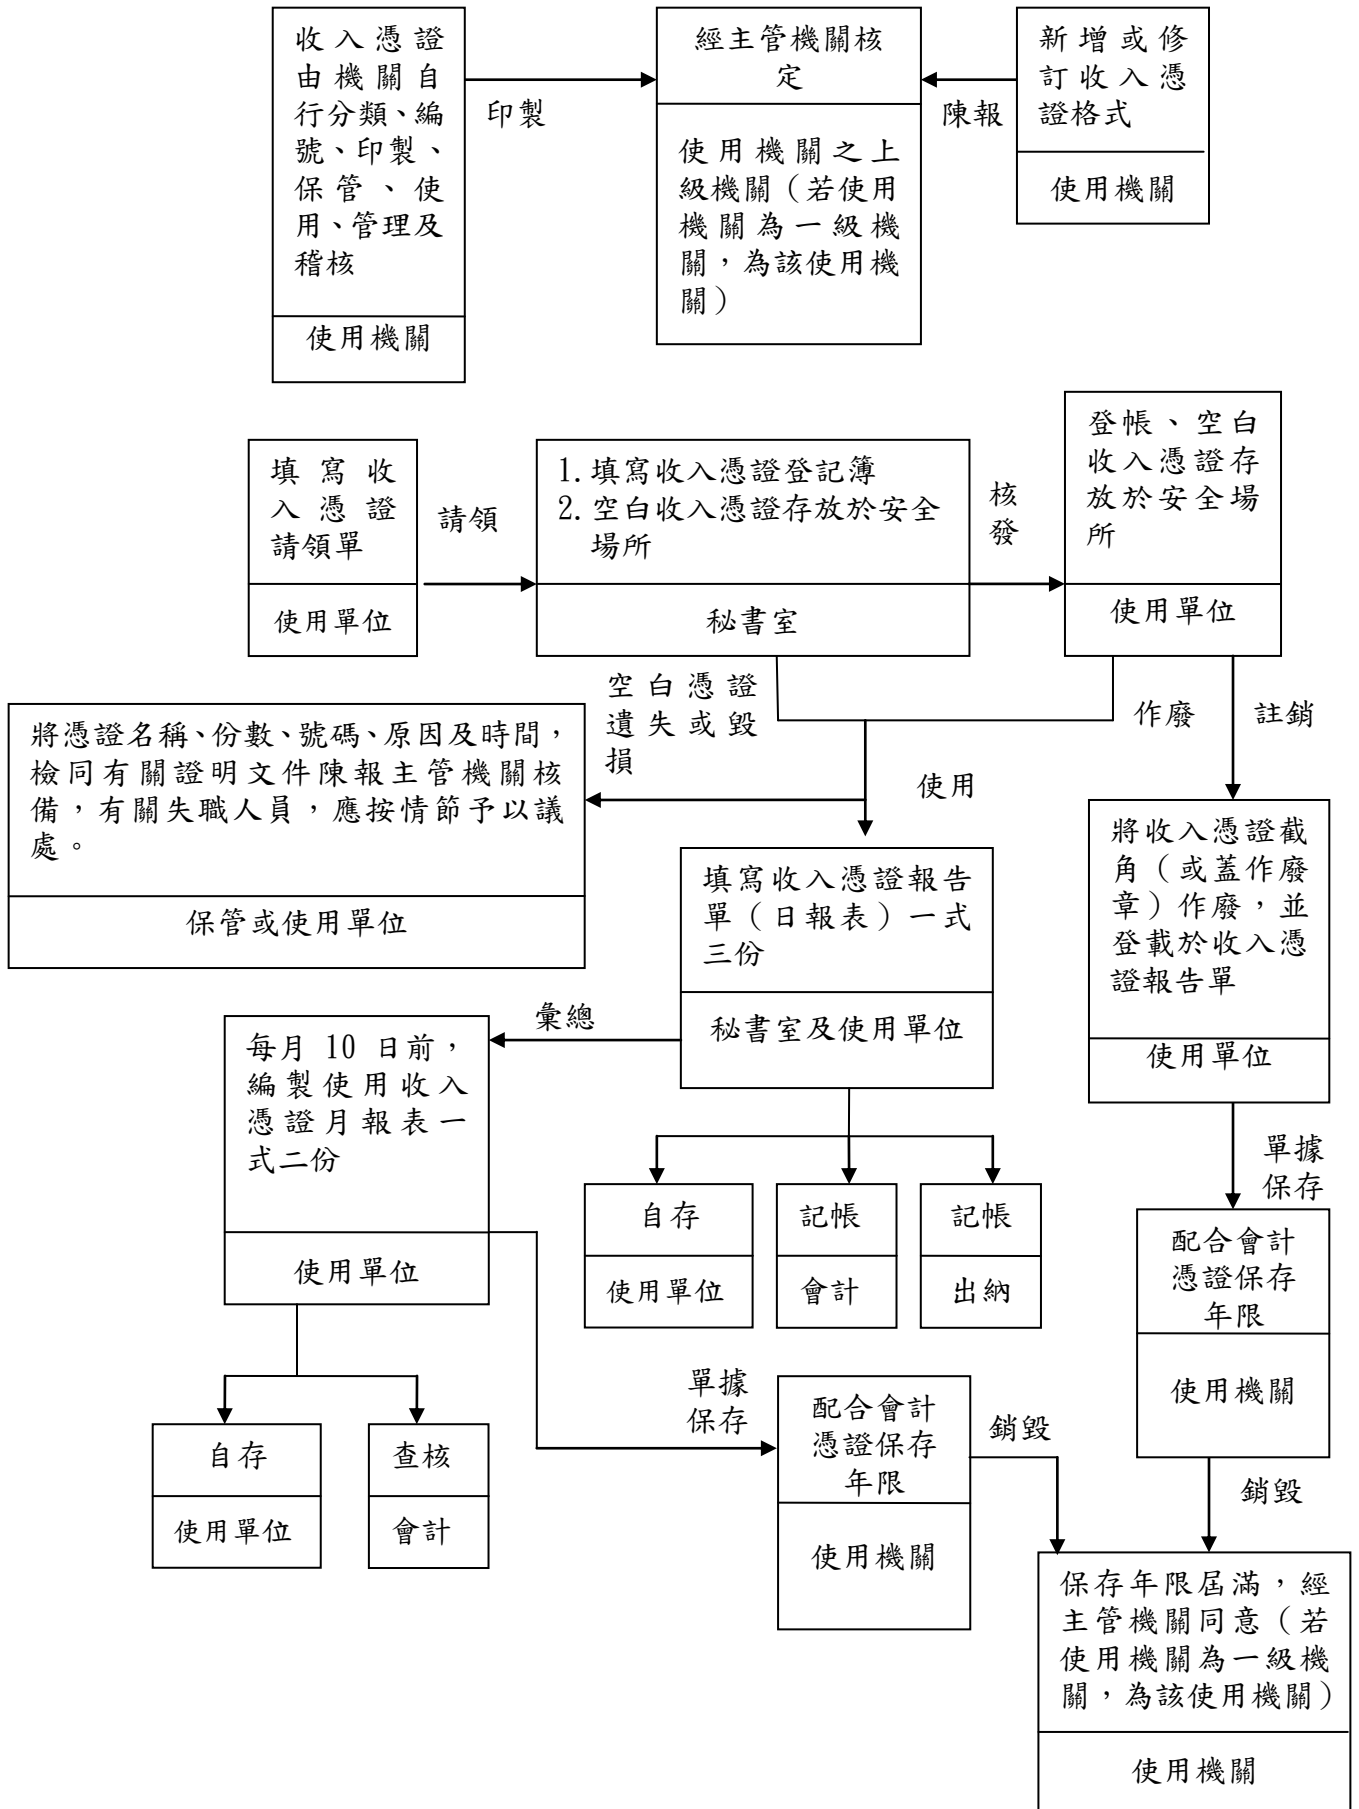 收入憑證
由機關自
行分類、編
號、印製、
保管、使
用、管理及
稽核
使用機關
印製
經主管機關核
定
使用機關之上
級機關（若使用
機關為一級機
關，為該使用機
關）
陳報
新增或修
訂收入憑
證格式
使用機關
填寫收
入憑證
請領單
使用單位
請領
1.填寫收入憑證登記簿
2.空白收入憑證存放於安全
場所
秘書室
核
發
登帳、空白
收入憑證存
放於安全場
所
使用單位
空白憑證
遺失或毀
損
作廢
註銷
將憑證名稱、份數、號碼、原因及時間，
檢同有關證明文件陳報主管機關核
備，有關失職人員，應按情節予以議
處。
保管或使用單位
使用
填寫收入憑證報告
單（日報表）一式
三份
秘書室及使用單位
將收入憑證截
角（或蓋作廢
章）作廢，並
登載於收入憑
證報告單
使用單位
彙總
每月 10 日前，
編製使用收入
憑證月報表一
式二份
使用單位
自存
使用單位
記帳
會計
記帳
出納
單據
保存
配合會計
憑證保存
年限
使用機關
自存
使用單位
查核
會計
單據
保存
配合會計
憑證保存
年限
使用機關
銷毀
銷毀
保存年限屆滿，經
主管機關同意（若
使用機關為一級機
關，為該使用機關）
使用機關